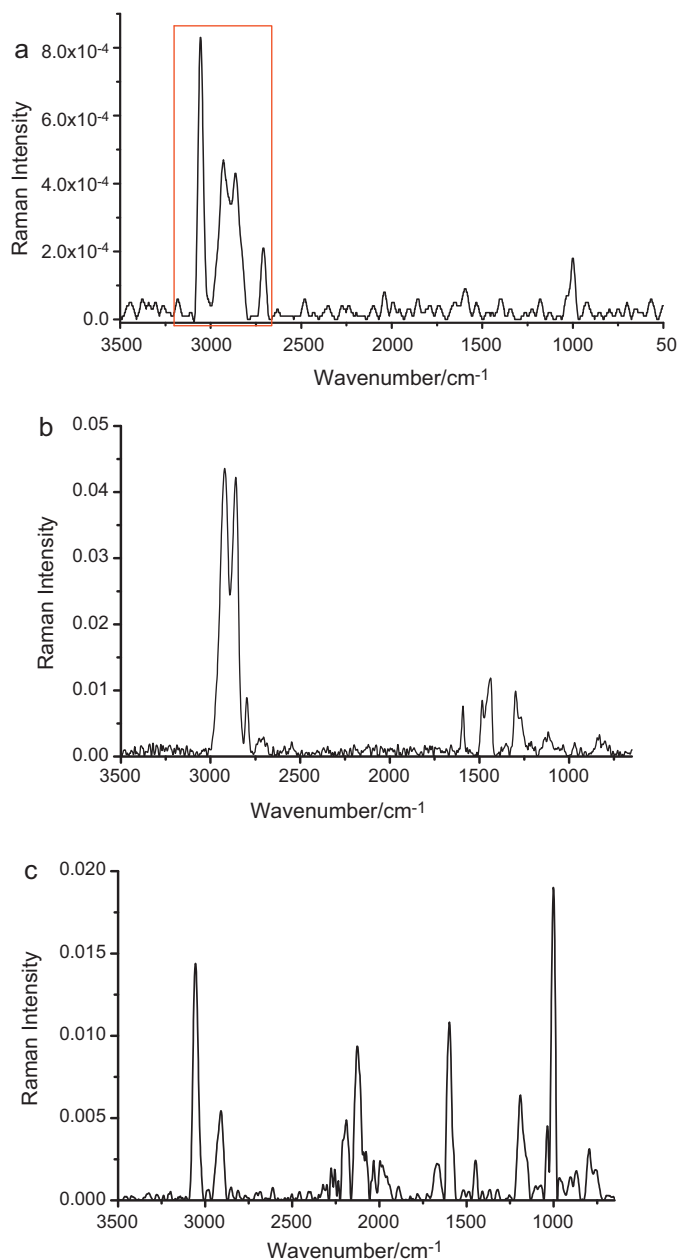 a
8.0x10-4
6.0x10-4
4.0x10-4
2.0x10-4
0.0
Raman Intensity
3500 3000 2500 2000 1500 1000 50
Wavenumber/cm-1
b
0.05
0.04
0.03
0.02
0.01
0.00
Raman Intensity
3500 3000 2500 2000 1500 1000
Wavenumber/cm-1
c
0.020
0.015
0.010
0.005
0.000
Raman Intensity
3500 3000 2500 2000 1500 1000
Wavenumber/cm-1